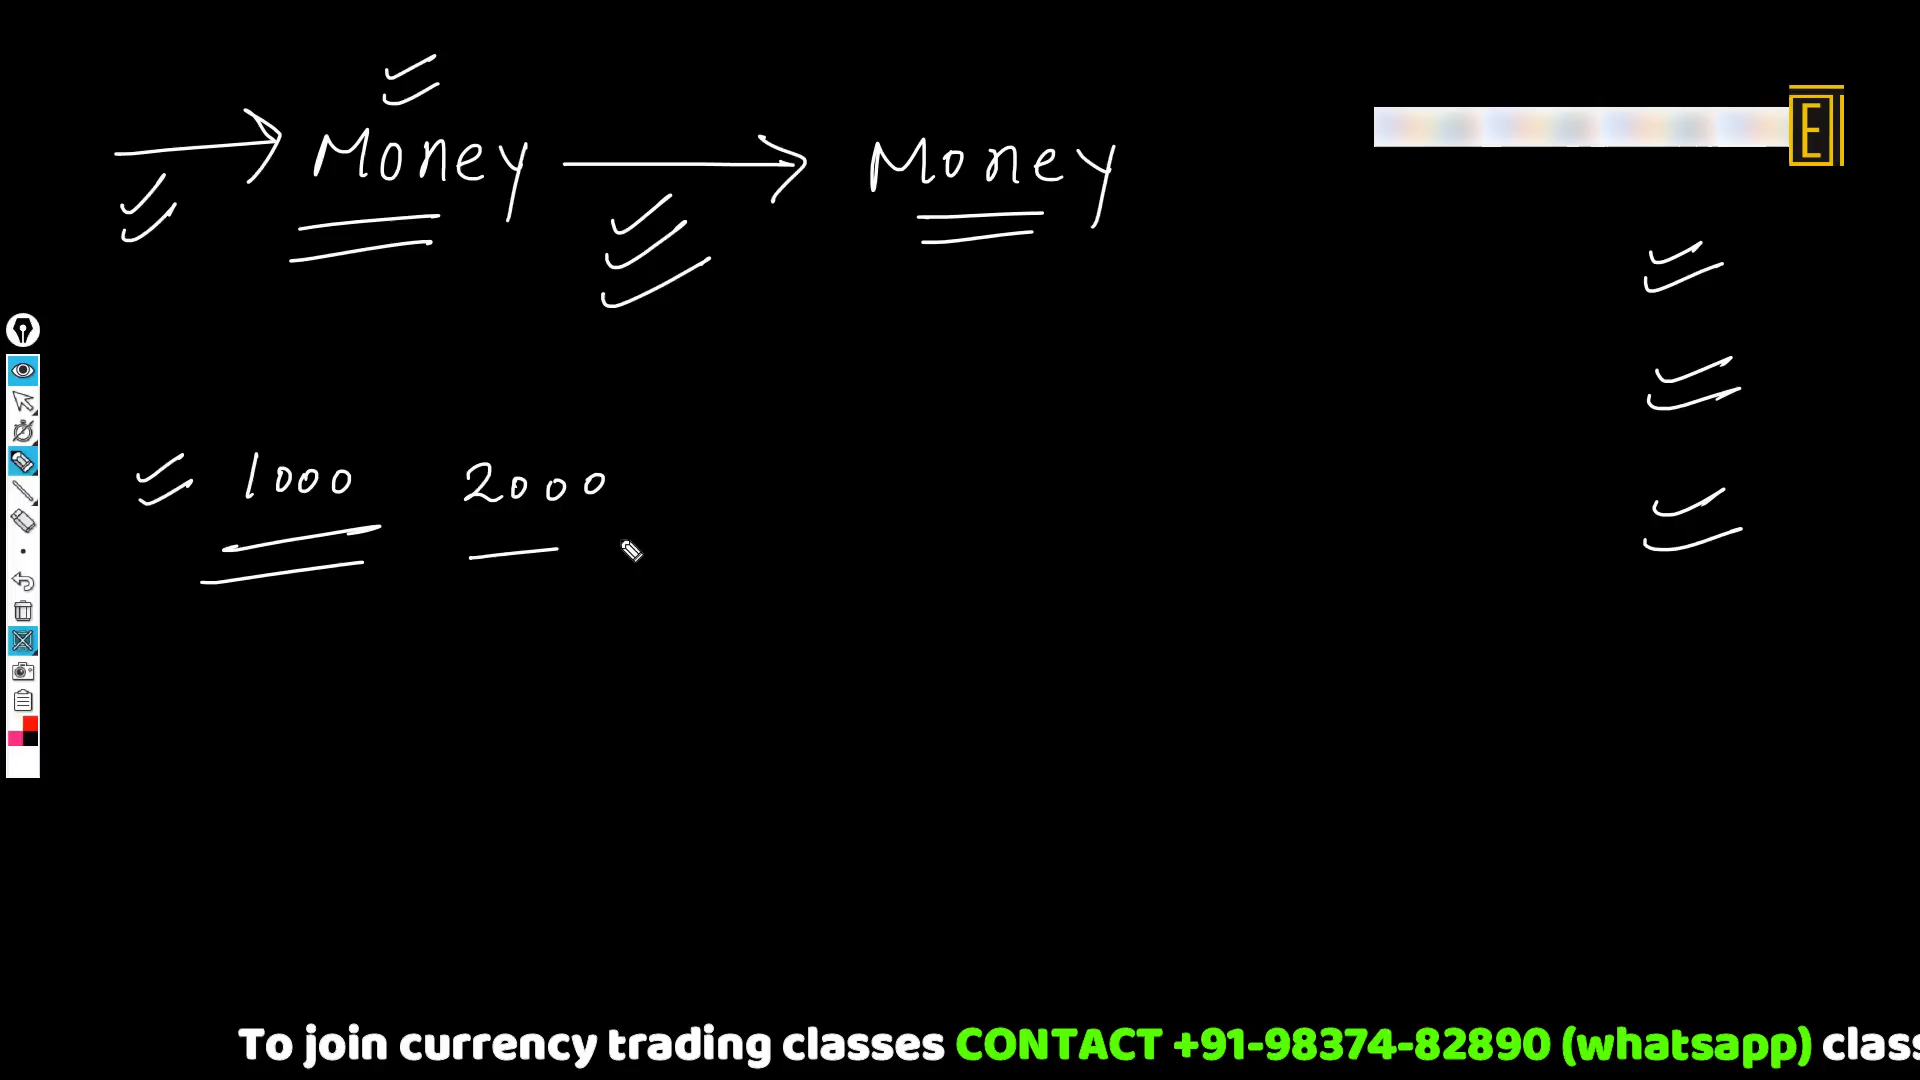 Money Money
E
1000 2000
To join currency trading classes CONTACT +91-98374-82890 (whatsapp) class